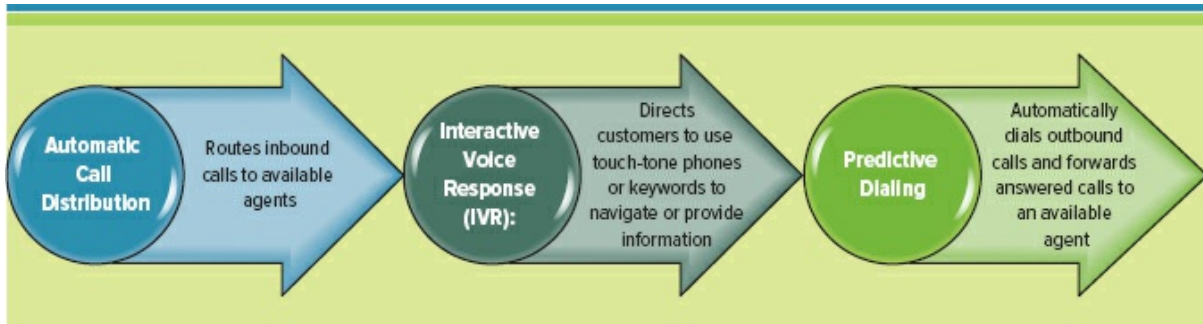 Automatic
Call
Distribution
Routes inbound
calls to available
agents
Interactive
Voice
Response
(IVR):
Directs
customers to use
touch-tone phones
or keywords to
navigate or provide
information
Predictive
Dialing
Automatically
dials outbound
calls and forwards
answered calls to
an available
agent